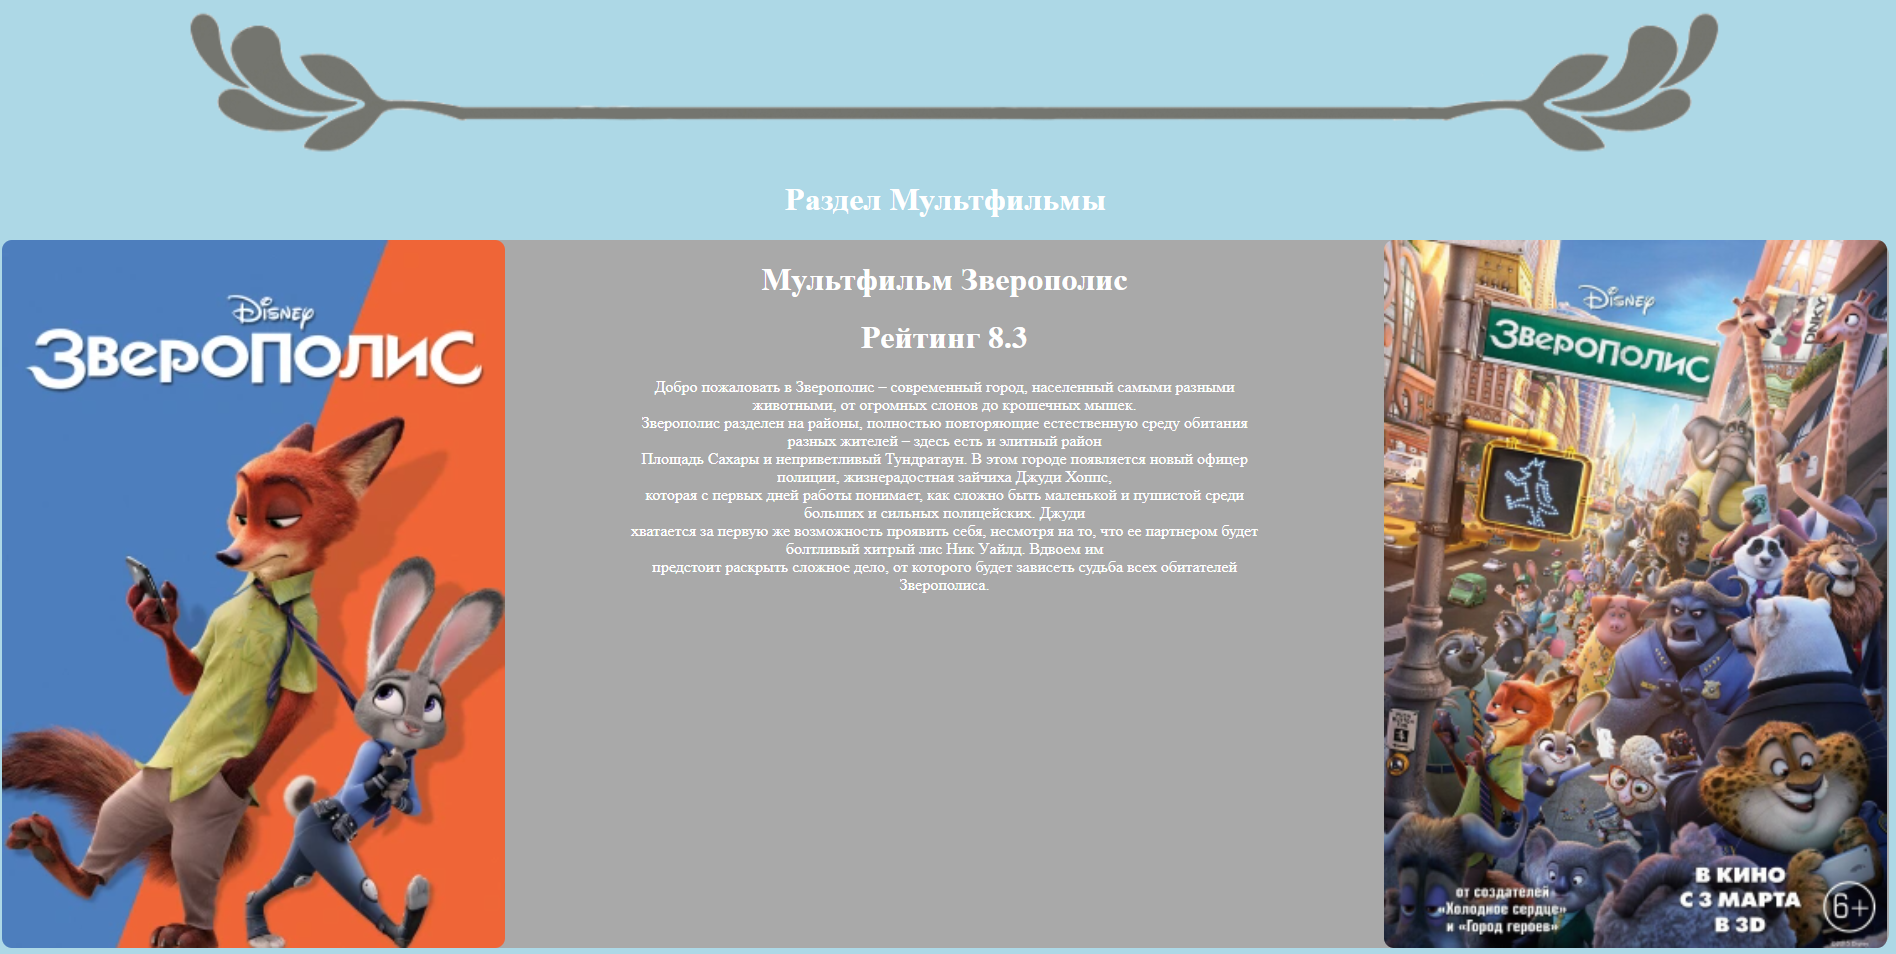 Раздел Мультфильмы
Disney
Зверополис
Мультфильм Зверополис
Рейтинг 8.3
Добро пожаловать в Зверополис – современный город, населенный самыми разными
животными, от огромных слонов до крошечных мышек.
Зверополис разделен на районы, полностью повторяющие естественную среду обитания
разных жителей – здесь есть и элитный район
Площадь Сахары и неприветливый Тундратаун. В этом городе появляется новый офицер
полиции, жизнерадостная зайчиха Джуди Хоппс,
которая с первых дней работы понимает, как сложно быть маленькой и пушистой среди
больших и сильных полицейских. Джуди
хватается за первую же возможность проявить себя, несмотря на то, что ее партнером будет
болтливый хитрый лис Ник Уайлд. Вдвоем им
предстоит раскрыть сложное дело, от которого будет зависеть судьба всех обитателей
Зверополиса.
Disney
Зверополис
от создателей
«Холодное сердце»
и «Город героев»
В КИНО
С 3 МАРТА
В 3D
6+